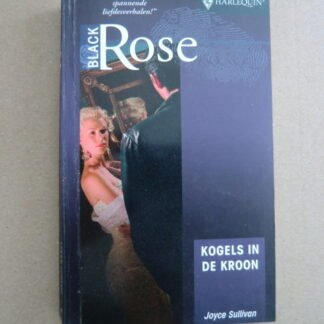 spannende
liefdesverhalen!"
HARLEQUIN
BLACK
Rose
KOGELS IN
DE KROON
Joyce Sullivan